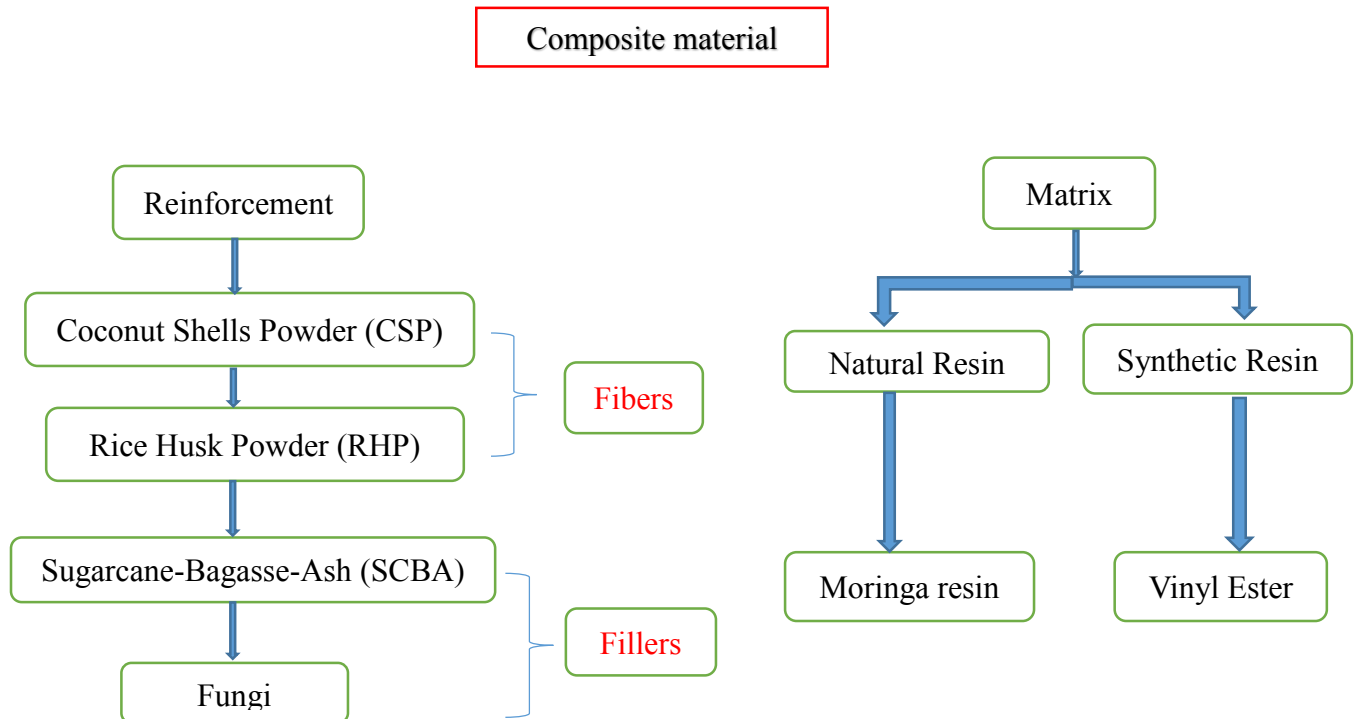 Composite material
Reinforcement
Coconut Shells Powder (CSP)
Rice Husk Powder (RHP)
Fibers
Sugarcane-Bagasse-Ash (SCBA)
Fungi
Fillers
Matrix
Natural Resin
Synthetic Resin
Moringa resin
Vinyl Ester